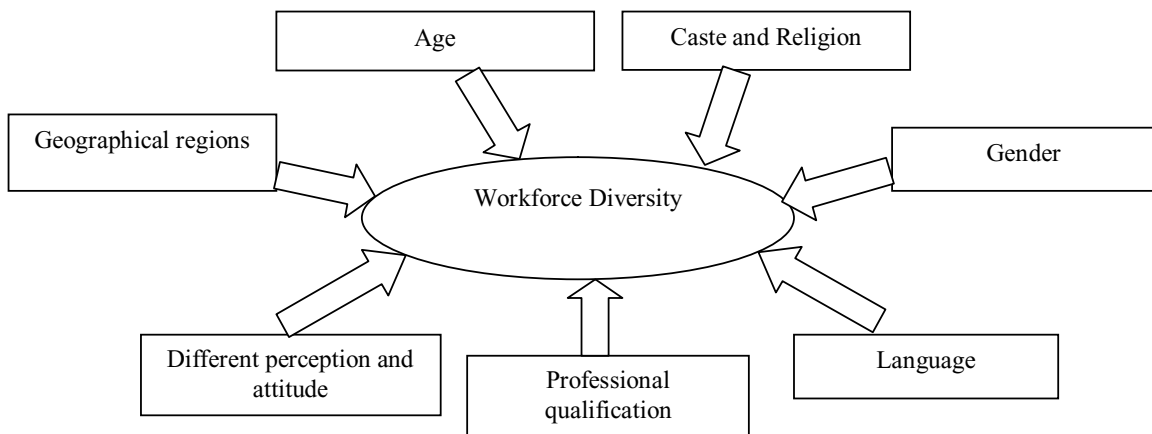 Age
Caste and Religion
Geographical regions
Gender
Workforce Diversity
Different perception and
attitude
Professional
qualification
Language